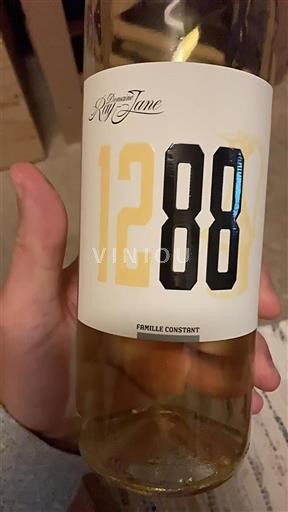 Domaine
Ray-Jane
1288
VINIOU
FAMILLE CONSTANT